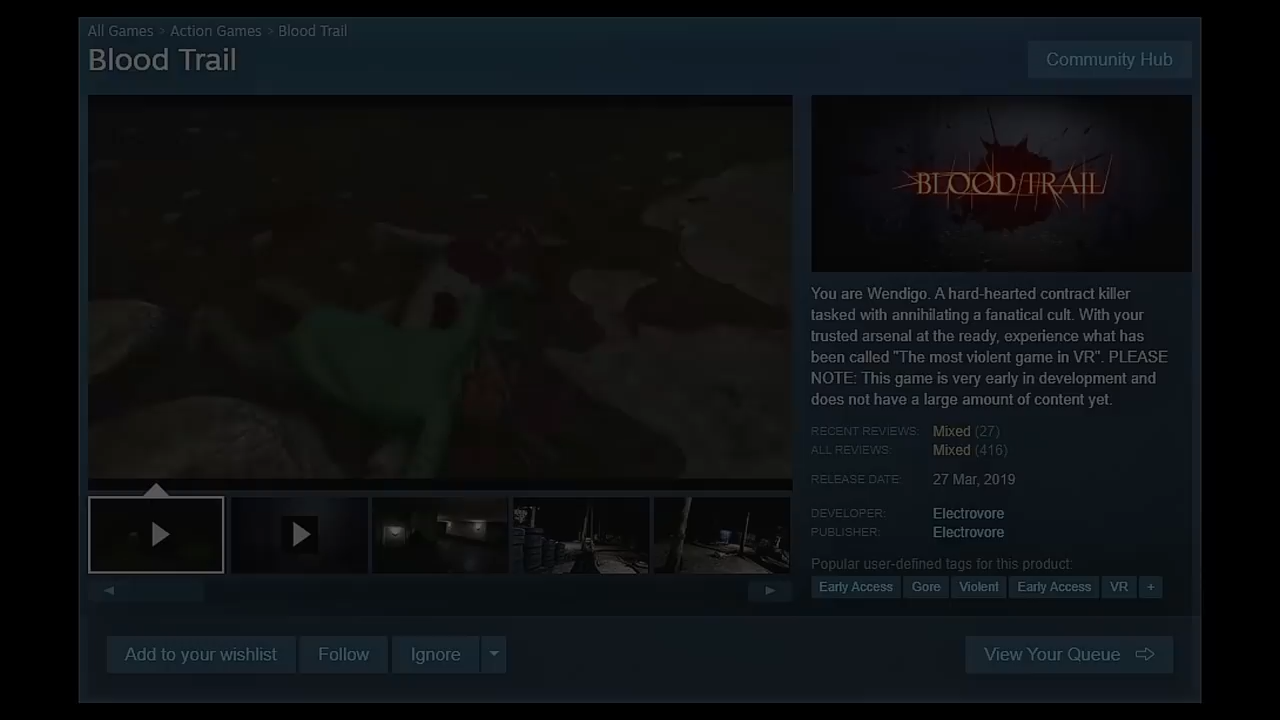 All Games > Action Games > Blood Trail
Blood Trail
Community Hub
BLOOD TRAIL
You are Wendigo. A hard-hearted contract killer
tasked with annihilating a fanatical cult. With your
trusted arsenal at the ready, experience what has
been called "The most violent game in VR". PLEASE
NOTE: This game is very early in development and
does not have a large amount of content yet.
RECENT REVIEWS: Mixed (27)
ALL REVIEWS: Mixed (416)
RELEASE DATE: 27 Mar, 2019
DEVELOPER: Electrovore
PUBLISHER: Electrovore
Popular user-defined tags for this product:
Early Access Gore Violent Early Access VR +
Add to your wishlist Follow Ignore
View Your Queue